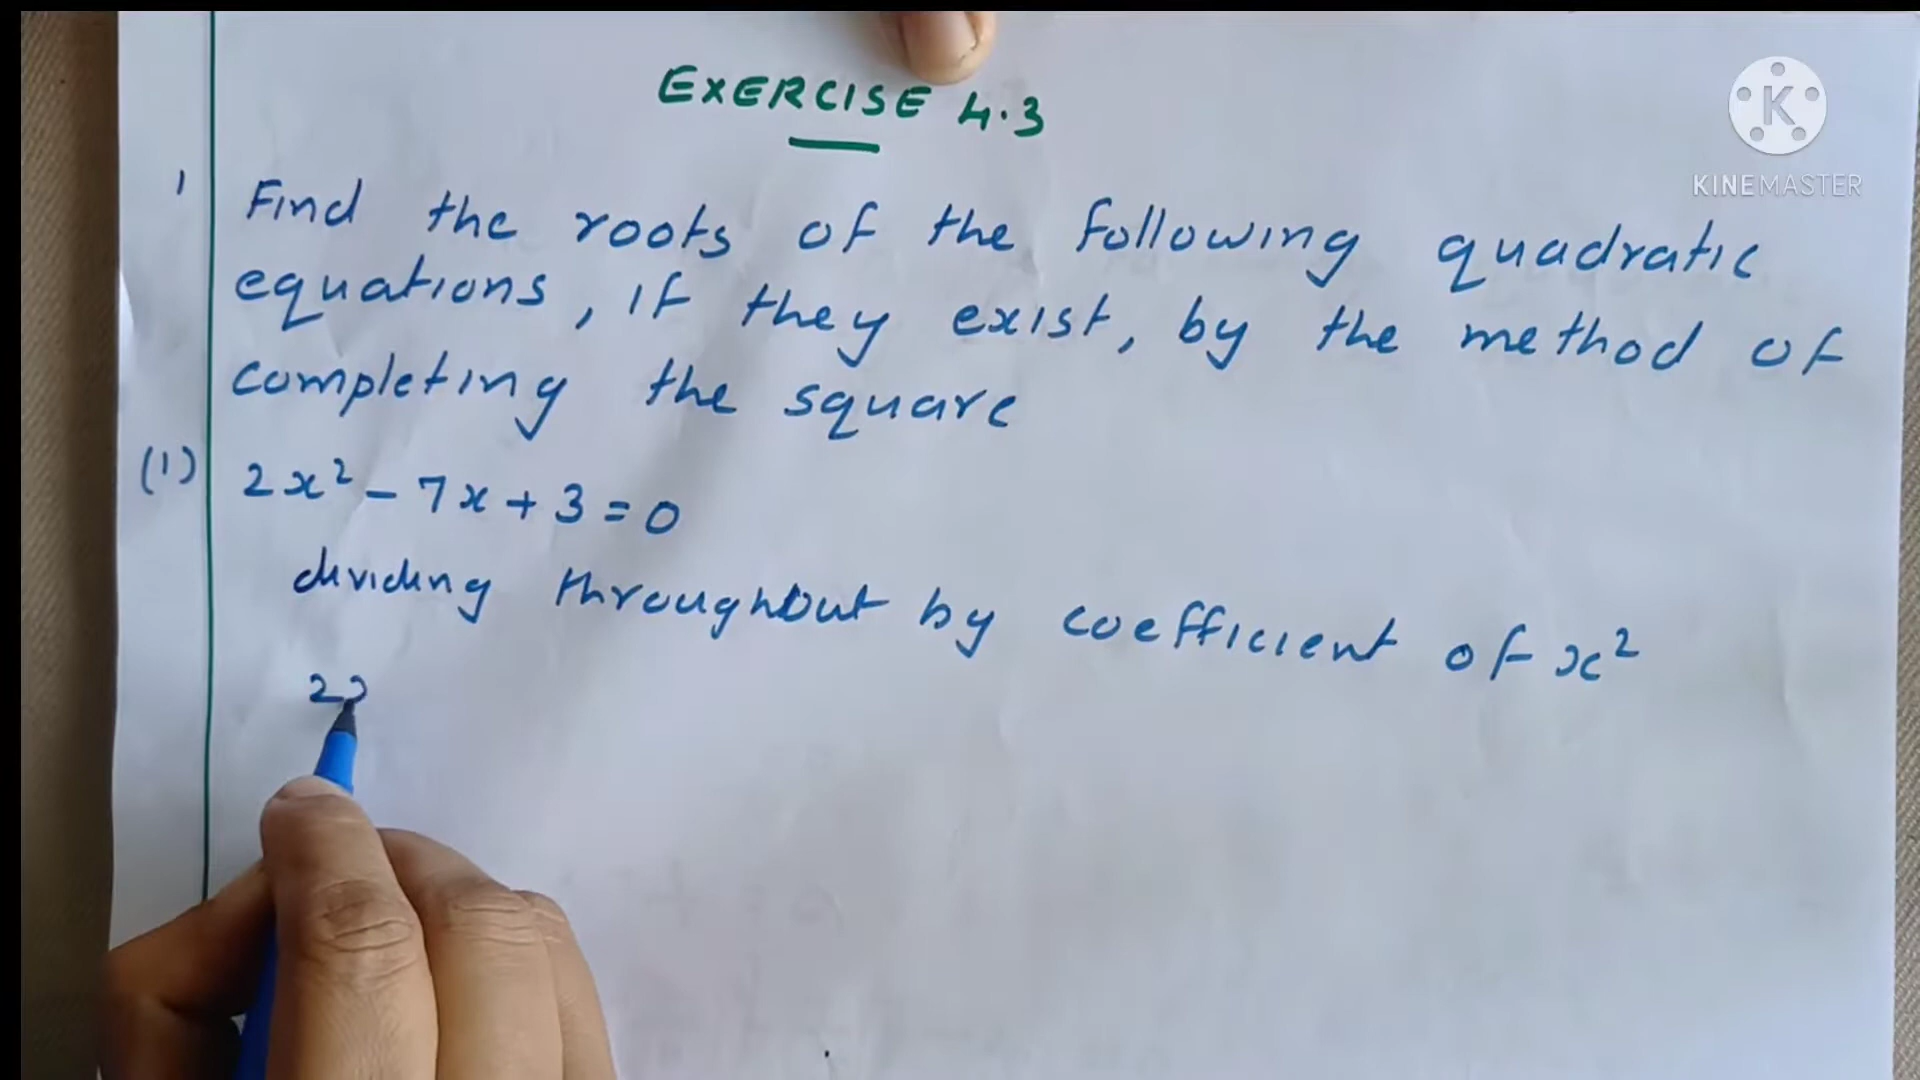 EXERCISE 4.3
K
KINEMASTER
1 Find the roots of the following quadratic
equations, if they exist, by the method of
completing the square
(1) 2x² - 7x + 3 = 0
dividing throughout by coefficient of x²
2